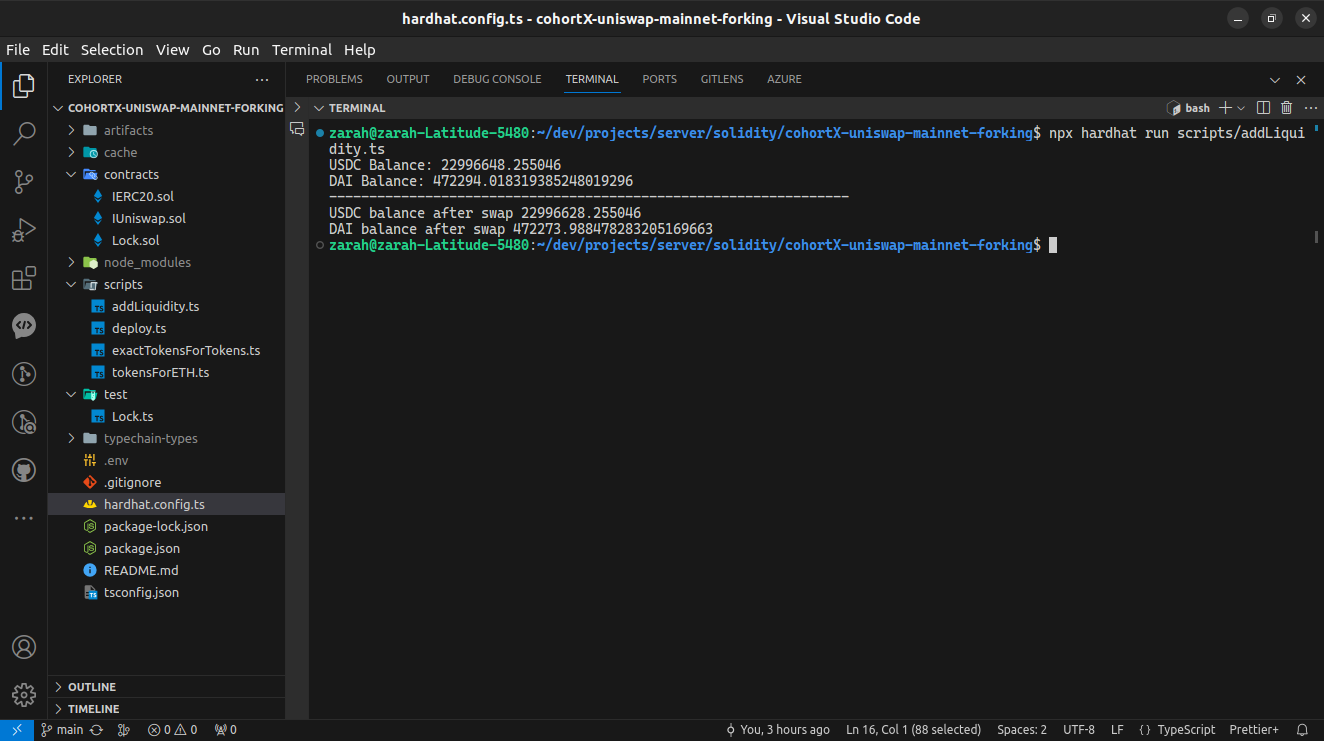 hardhat.config.ts - cohortX-uniswap-mainnet-forking - Visual Studio Code
File Edit Selection View Go Run Terminal Help
EXPLORER
COHORTX-UNISWAP-MAINNET-FORKING
artifacts
cache
contracts
IERC20.sol
IUniswap.sol
Lock.sol
node_modules
scripts
addLiquidity.ts
deploy.ts
exactTokensForTokens.ts
tokensForETH.ts
test
Lock.ts
typechain-types
.env
.gitignore
hardhat.config.ts
package-lock.json
package.json
README.md
tsconfig.json
OUTLINE
TIMELINE
PROBLEMS OUTPUT DEBUG CONSOLE TERMINAL PORTS GITLENS AZURE
TERMINAL
bash
zarah@zarah-Latitude-5480:~/dev/projects/server/solidity/cohortX-uniswap-mainnet-forking$ npx hardhat run scripts/addLiqui
dity.ts
USDC Balance: 22996648.255046
DAI Balance: 472294.018319385248019296
-----------------------------------------------------------------
USDC balance after swap 22996628.255046
DAI balance after swap 472273.988478283205169663
zarah@zarah-Latitude-5480:~/dev/projects/server/solidity/cohortX-uniswap-mainnet-forking$
main 0 0 0 You, 3 hours ago Ln 16, Col 1 (88 selected) Spaces: 2 UTF-8 LF {} TypeScript Prettier+